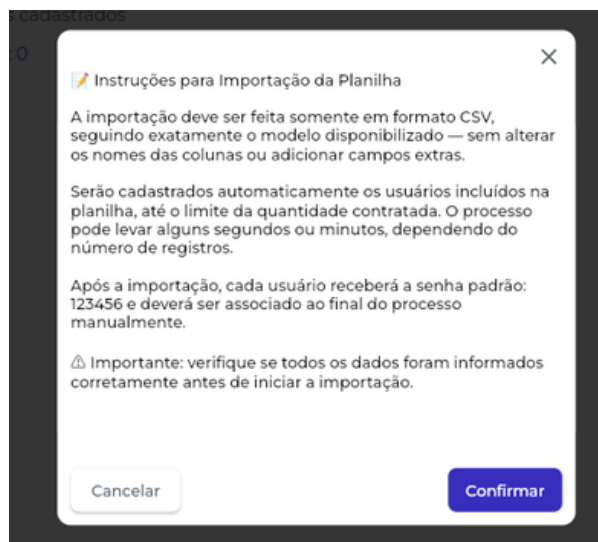 s cadastrados
: 0
📝 Instruções para Importação da Planilha
A importação deve ser feita somente em formato CSV,
seguindo exatamente o modelo disponibilizado — sem alterar
os nomes das colunas ou adicionar campos extras.
Serão cadastrados automaticamente os usuários incluídos na
planilha, até o limite da quantidade contratada. O processo
pode levar alguns segundos ou minutos, dependendo do
número de registros.
Após a importação, cada usuário receberá a senha padrão:
123456 e deverá ser associado ao final do processo
manualmente.
⚠ Importante: verifique se todos os dados foram informados
corretamente antes de iniciar a importação.
Cancelar
Confirmar